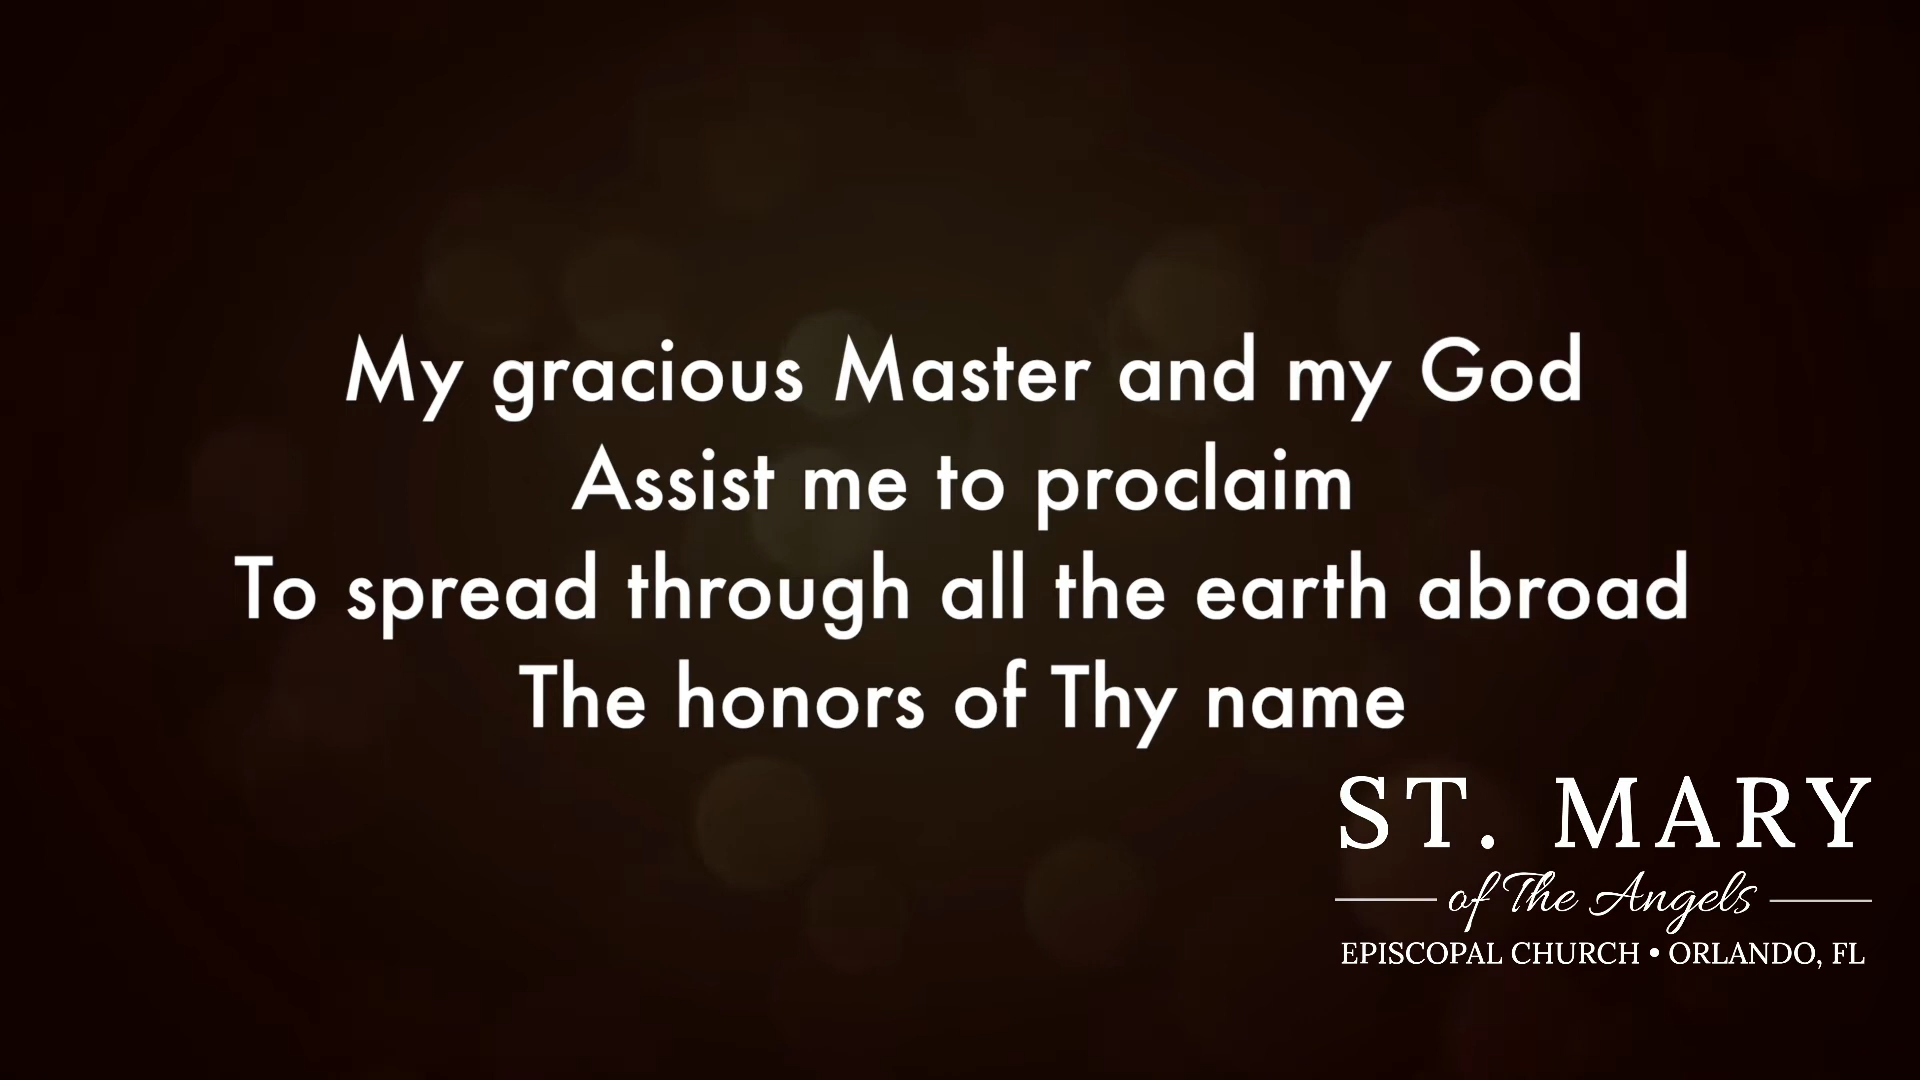 My gracious Master and my God
Assist me to proclaim
To spread through all the earth abroad
The honors of Thy name
ST. MARY
of The Angels
EPISCOPAL CHURCH • ORLANDO, FL